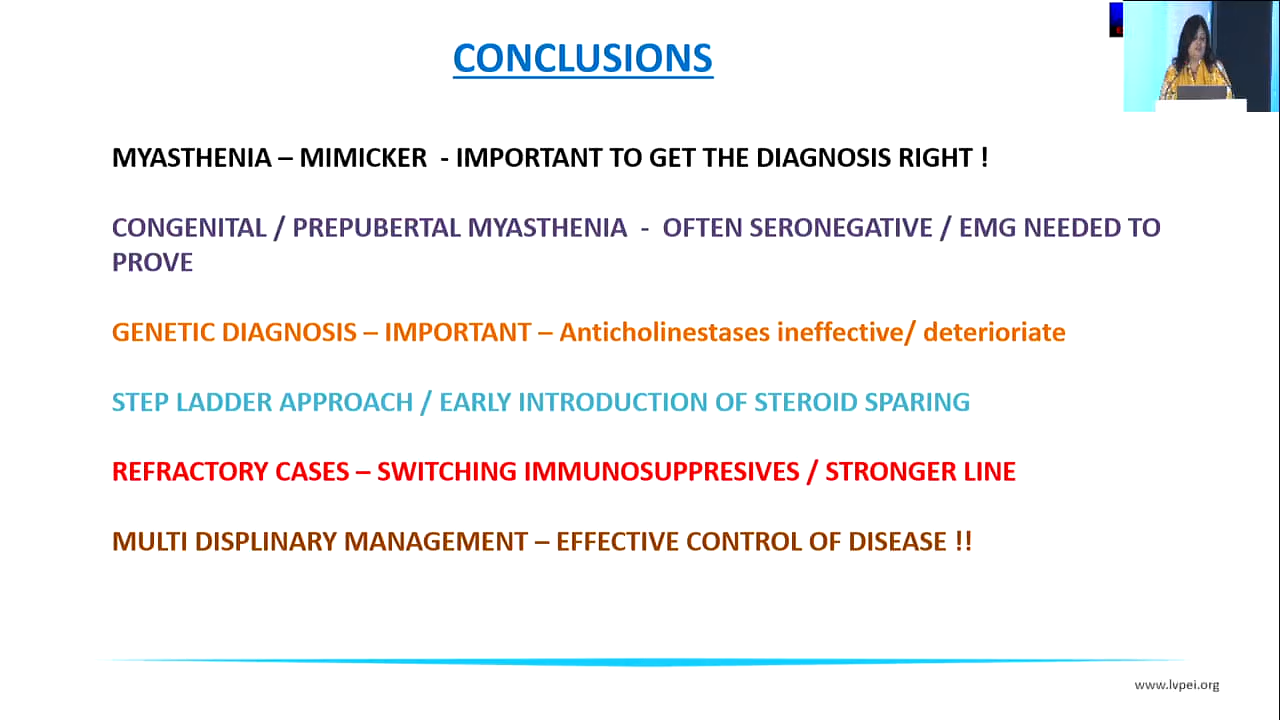 CONCLUSIONS
MYASTHENIA – MIMICKER - IMPORTANT TO GET THE DIAGNOSIS RIGHT !
CONGENITAL / PREPUBERTAL MYASTHENIA - OFTEN SERONEGATIVE / EMG NEEDED TO
PROVE
GENETIC DIAGNOSIS – IMPORTANT – Anticholinestases ineffective/ deterioriate
STEP LADDER APPROACH / EARLY INTRODUCTION OF STEROID SPARING
REFRACTORY CASES – SWITCHING IMMUNOSUPPRESIVES / STRONGER LINE
MULTI DISPLINARY MANAGEMENT – EFFECTIVE CONTROL OF DISEASE !!
www.lvpei.org